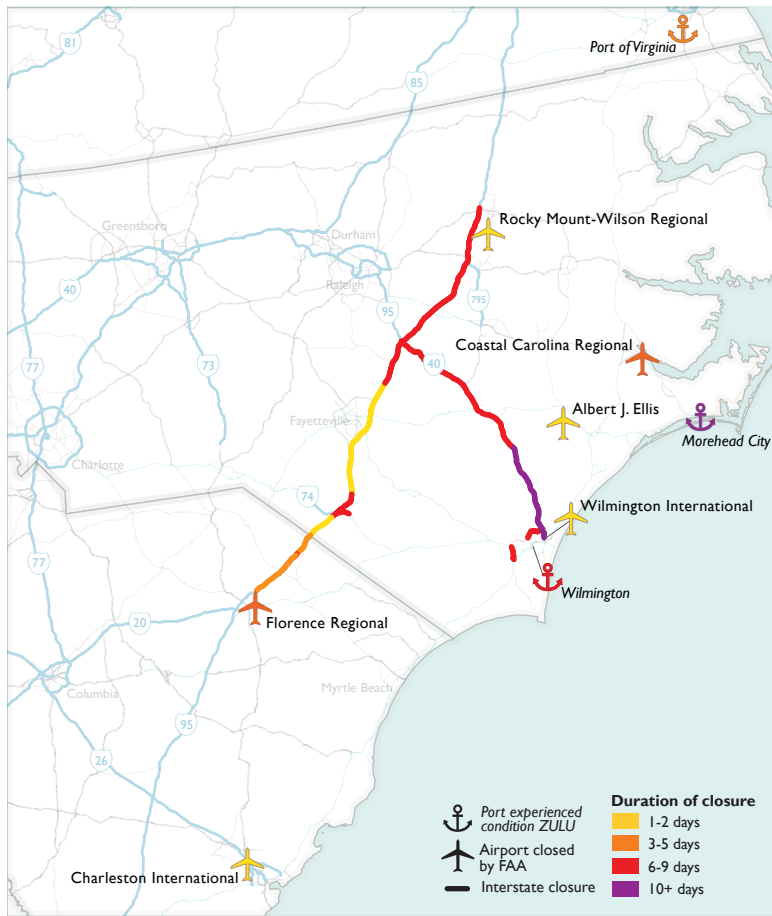 81
Port of Virginia
85
Rocky Mount-Wilson Regional
Greensboro
Durham
Raleigh
40
95
795
Coastal Carolina Regional
77
73
40
Albert J. Ellis
Fayetteville
Morehead City
Charlotte
74
Wilmington International
77
Wilmington
20
Florence Regional
Myrtle Beach
Columbia
95
26
Charleston International
Port experienced
condition ZULU
Airport closed
by FAA
Interstate closure
Duration of closure
1-2 days
3-5 days
6-9 days
10+ days